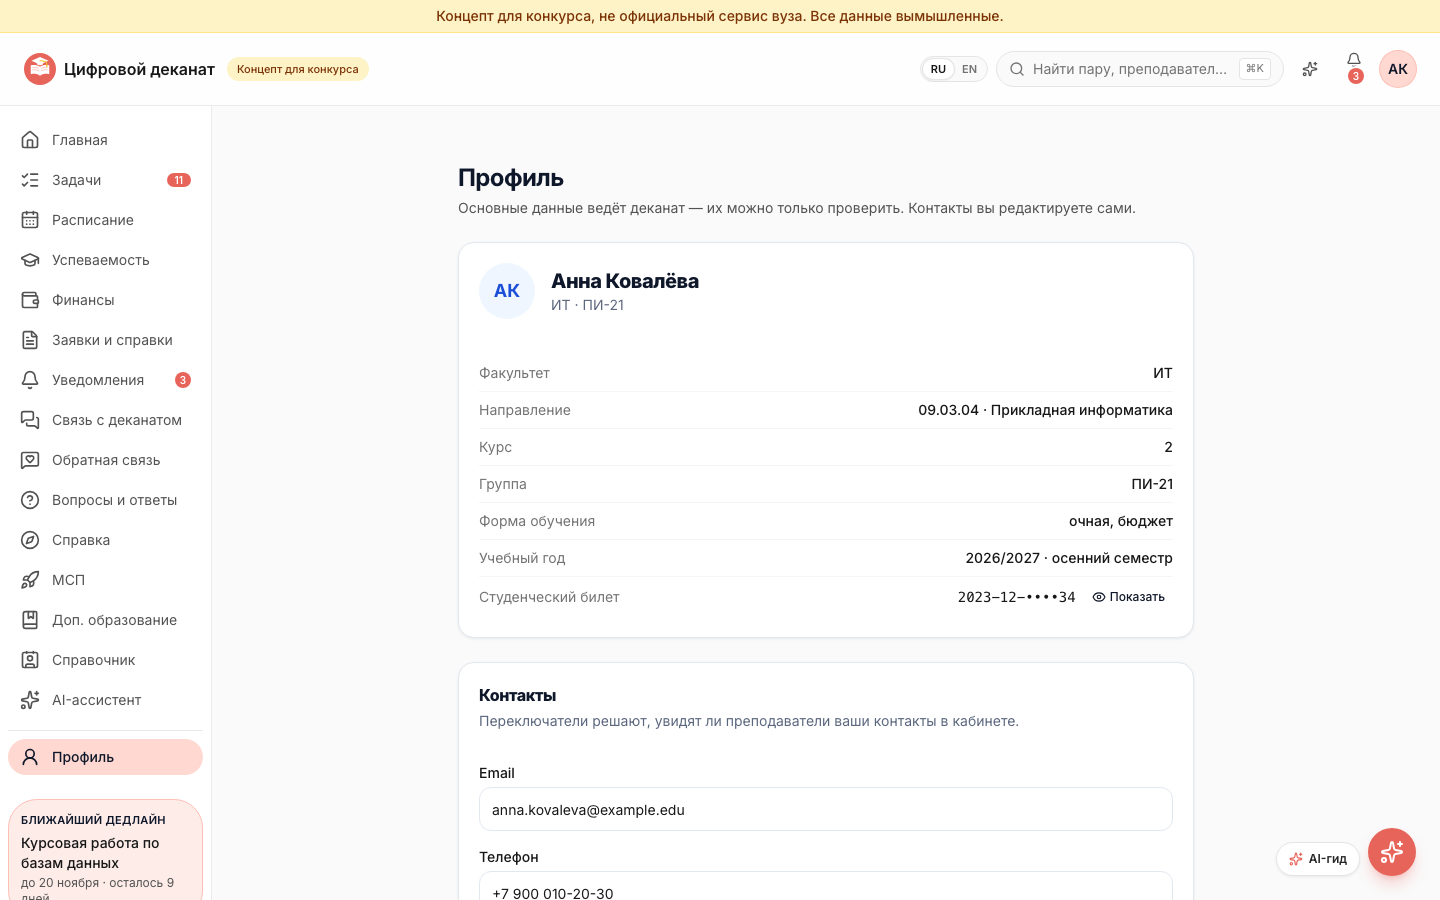 Концепт для конкурса, не официальный сервис вуза. Все данные вымышленные.
Цифровой деканат
Концепт для конкурса
RU EN
Найти пару, преподавател... ⌘K
3
АК
Главная
Задачи 11
Расписание
Успеваемость
Финансы
Заявки и справки
Уведомления 3
Связь с деканатом
Обратная связь
Вопросы и ответы
Справка
МСП
Доп. образование
Справочник
AI-ассистент
Профиль
БЛИЖАЙШИЙ ДЕДЛАЙН
Курсовая работа по
базам данных
до 20 ноября · осталось 9
дней
Профиль
Основные данные ведёт деканат — их можно только проверить. Контакты вы редактируете сами.
АК
Анна Ковалёва
ИТ · ПИ-21
Факультет ИТ
Направление 09.03.04 · Прикладная информатика
Курс 2
Группа ПИ-21
Форма обучения очная, бюджет
Учебный год 2026/2027 · осенний семестр
Студенческий билет 2023–12–••••34 Показать
Контакты
Переключатели решают, увидят ли преподаватели ваши контакты в кабинете.
Email
anna.kovaleva@example.edu
Телефон
+7 900 010-20-30
AI-гид